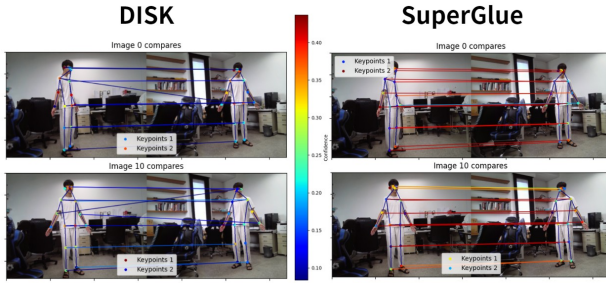 DISK
SuperGlue
Image 0 compares
Keypoints 1
Keypoints 2
Image 10 compares
Keypoints 1
Keypoints 2
0.40
0.35
0.30
0.25
0.20
0.15
0.10
Confidence
Image 0 compares
Keypoints 1
Keypoints 2
Image 10 compares
Keypoints 1
Keypoints 2